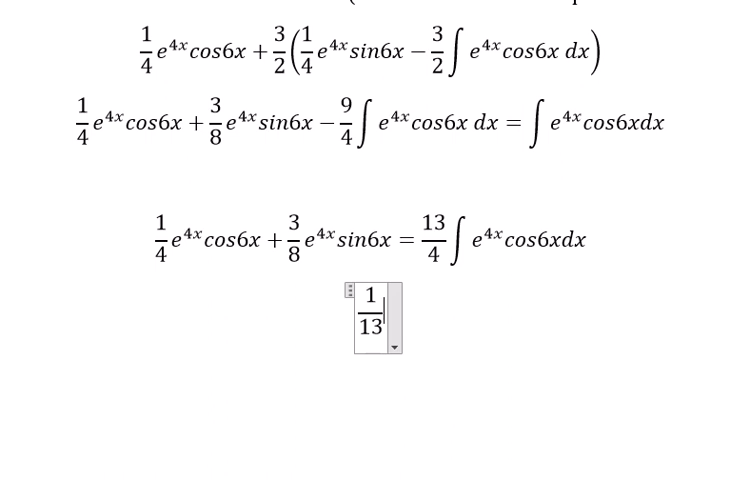 1/4 e^{4x} cos6x + 3/2 (1/4 e^{4x} sin6x − 3/2 ∫ e^{4x} cos6x dx)
1/4 e^{4x} cos6x + 3/8 e^{4x} sin6x − 9/4 ∫ e^{4x} cos6x dx = ∫ e^{4x} cos6xdx
1/4 e^{4x} cos6x + 3/8 e^{4x} sin6x = 13/4 ∫ e^{4x} cos6xdx
1/13